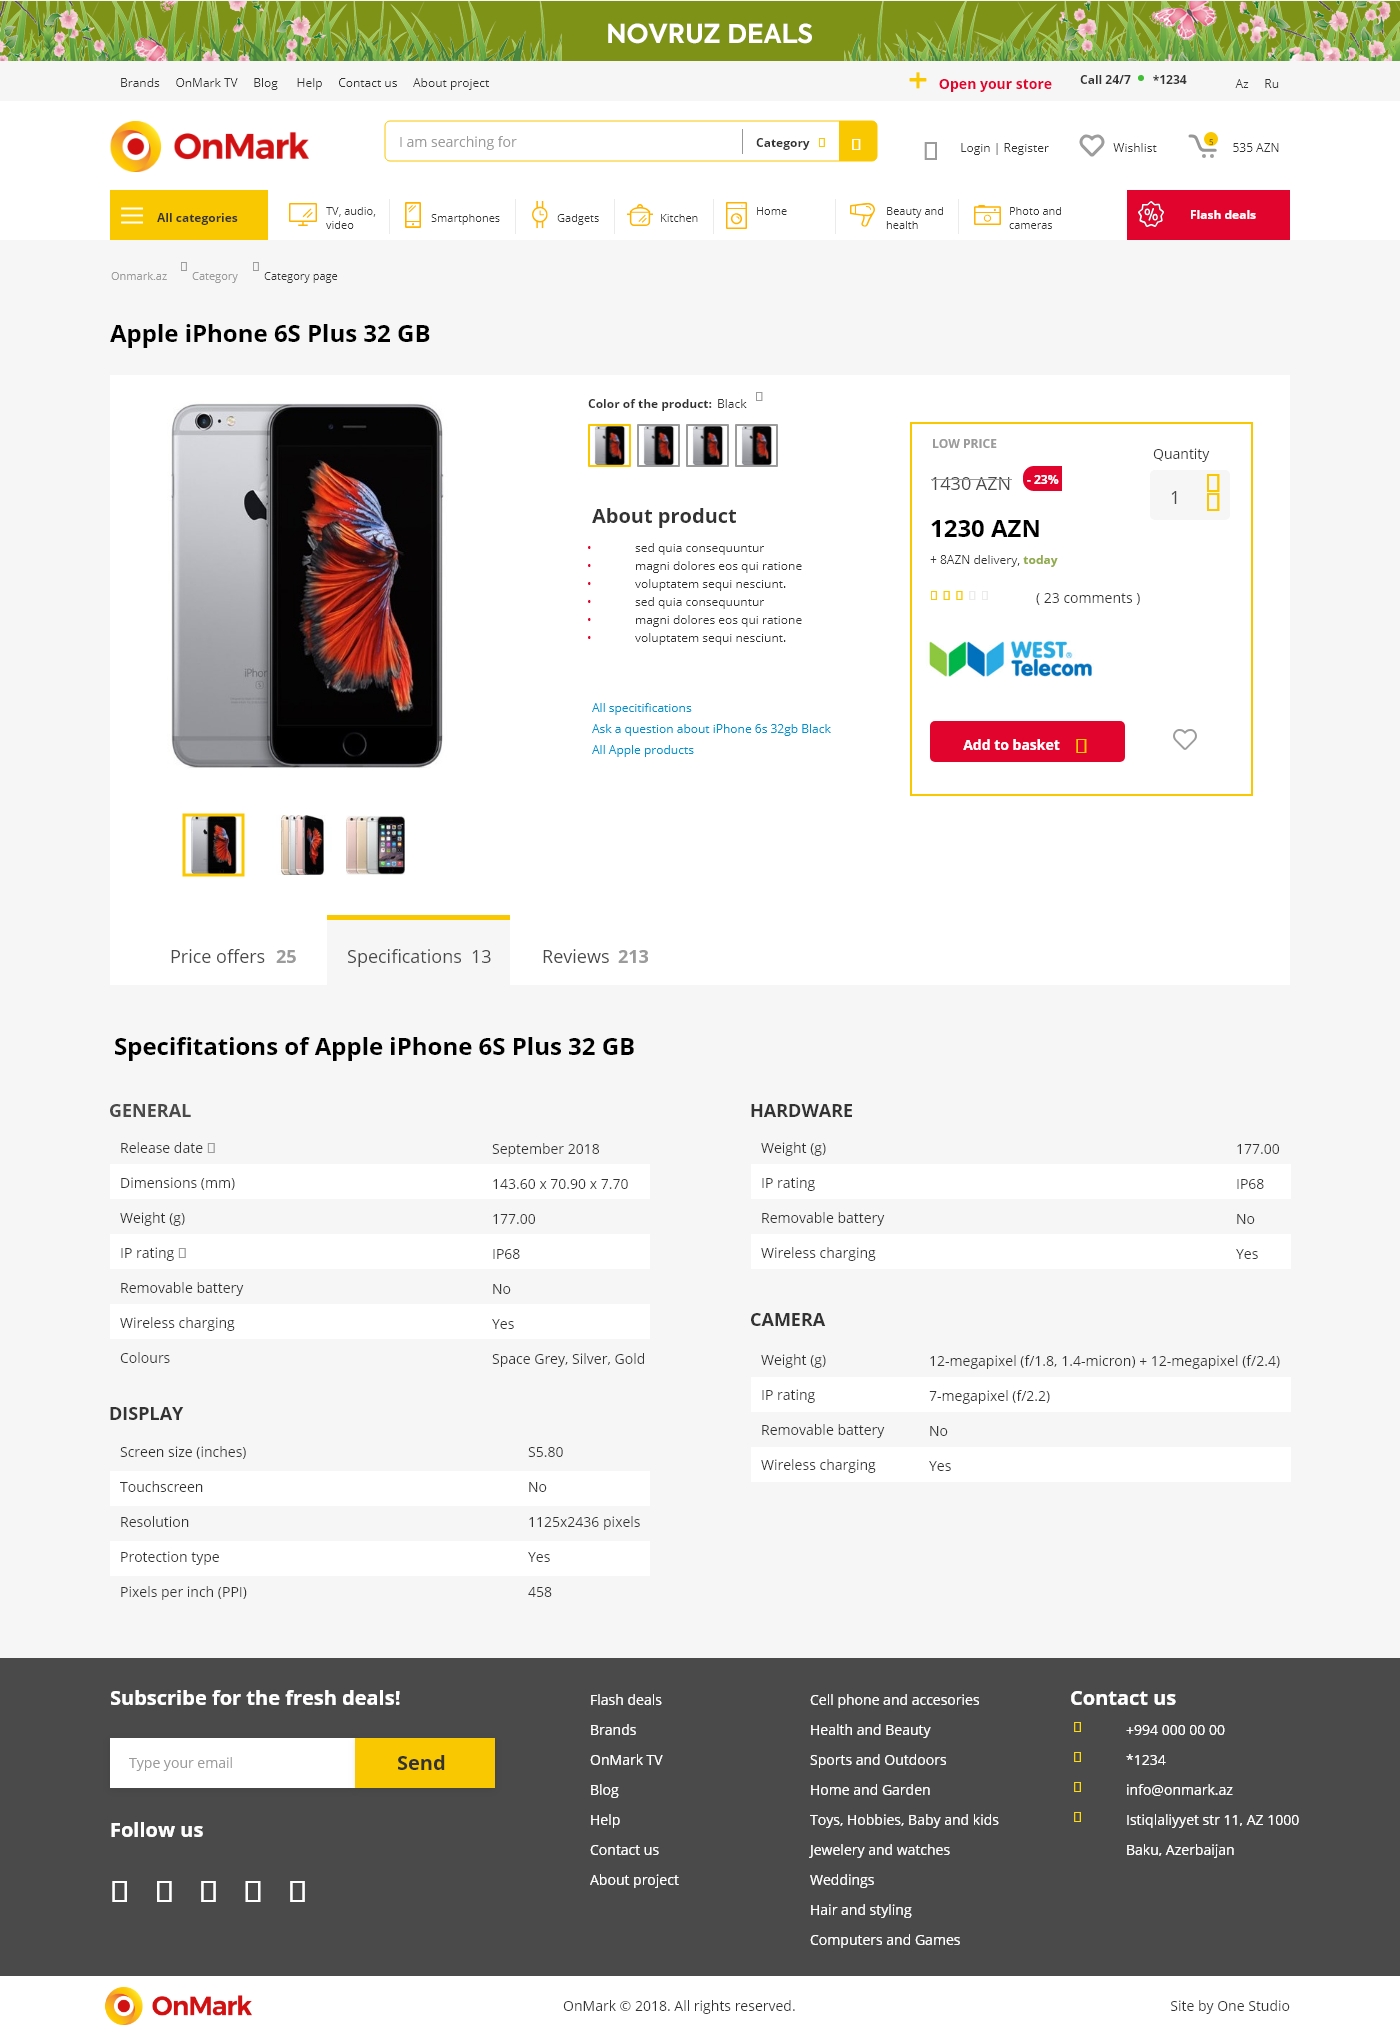 NOVRUZ DEALS
Brands OnMark TV Blog Help Contact us About project
Open your store
Call 24/7 *1234
Az Ru
OnMark
I am searching for
Category
Login | Register
Wishlist
5
535 AZN
All categories
TV, audio,
video
Smartphones
Gadgets
Kitchen
Home
Beauty and
health
Photo and
cameras
%
Flash deals
Onmark.az Category Category page
Apple iPhone 6S Plus 32 GB
Color of the product: Black
About product
• sed quia consequuntur
• magni dolores eos qui ratione
• voluptatem sequi nesciunt.
• sed quia consequuntur
• magni dolores eos qui ratione
• voluptatem sequi nesciunt.
All specitifications
Ask a question about iPhone 6s 32gb Black
All Apple products
LOW PRICE
1430 AZN
- 23%
Quantity
1
1230 AZN
+ 8AZN delivery, today
( 23 comments )
WEST®
Telecom
Add to basket
Price offers 25
Specifications 13
Reviews 213
Specifitations of Apple iPhone 6S Plus 32 GB
GENERAL
Release date September 2018
Dimensions (mm) 143.60 x 70.90 x 7.70
Weight (g) 177.00
IP rating IP68
Removable battery No
Wireless charging Yes
Colours Space Grey, Silver, Gold
DISPLAY
Screen size (inches) S5.80
Touchscreen No
Resolution 1125x2436 pixels
Protection type Yes
Pixels per inch (PPI) 458
HARDWARE
Weight (g) 177.00
IP rating IP68
Removable battery No
Wireless charging Yes
CAMERA
Weight (g) 12-megapixel (f/1.8, 1.4-micron) + 12-megapixel (f/2.4)
IP rating 7-megapixel (f/2.2)
Removable battery No
Wireless charging Yes
Subscribe for the fresh deals!
Type your email
Send
Follow us
Flash deals
Brands
OnMark TV
Blog
Help
Contact us
About project
Cell phone and accesories
Health and Beauty
Sports and Outdoors
Home and Garden
Toys, Hobbies, Baby and kids
Jewelery and watches
Weddings
Hair and styling
Computers and Games
Contact us
+994 000 00 00
*1234
info@onmark.az
Istiqlaliyyet str 11, AZ 1000
Baku, Azerbaijan
OnMark
OnMark © 2018. All rights reserved.
Site by One Studio